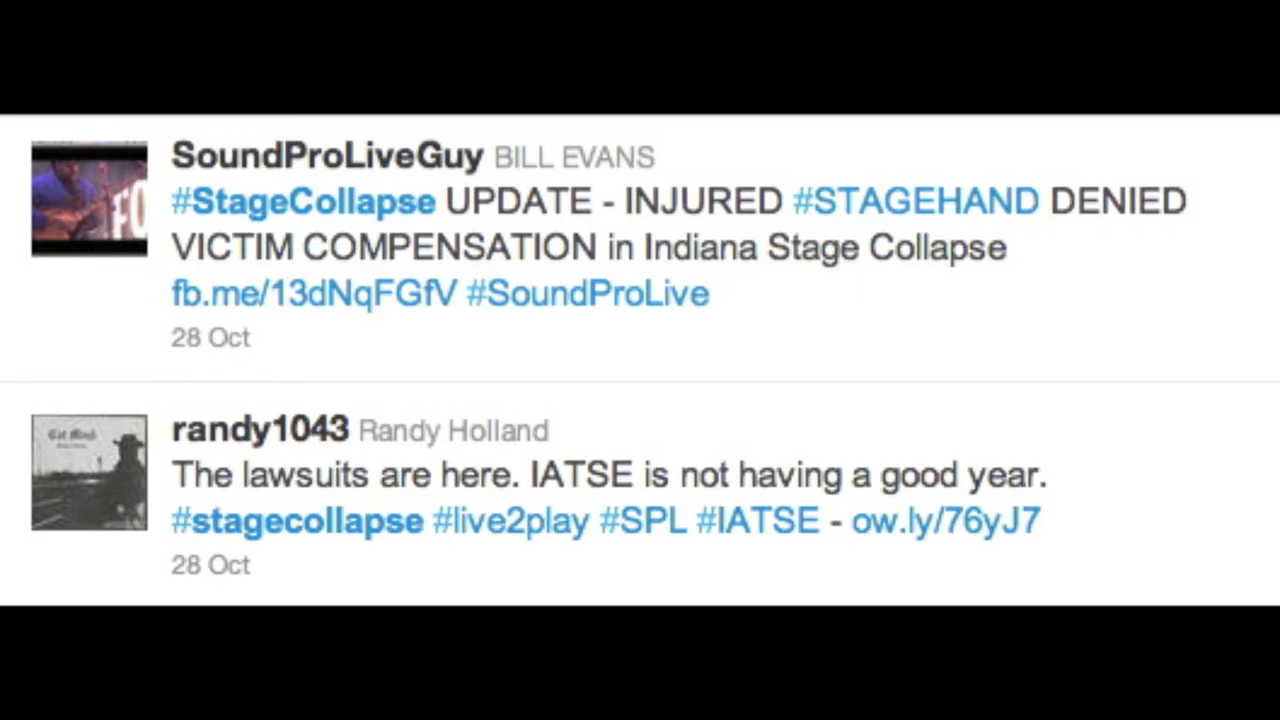 SoundProLiveGuy BILL EVANS
#StageCollapse UPDATE - INJURED #STAGEHAND DENIED
VICTIM COMPENSATION in Indiana Stage Collapse
fb.me/13dNqFGfV #SoundProLive
28 Oct
randy1043 Randy Holland
The lawsuits are here. IATSE is not having a good year.
#stagecollapse #live2play #SPL #IATSE - ow.ly/76yJ7
28 Oct